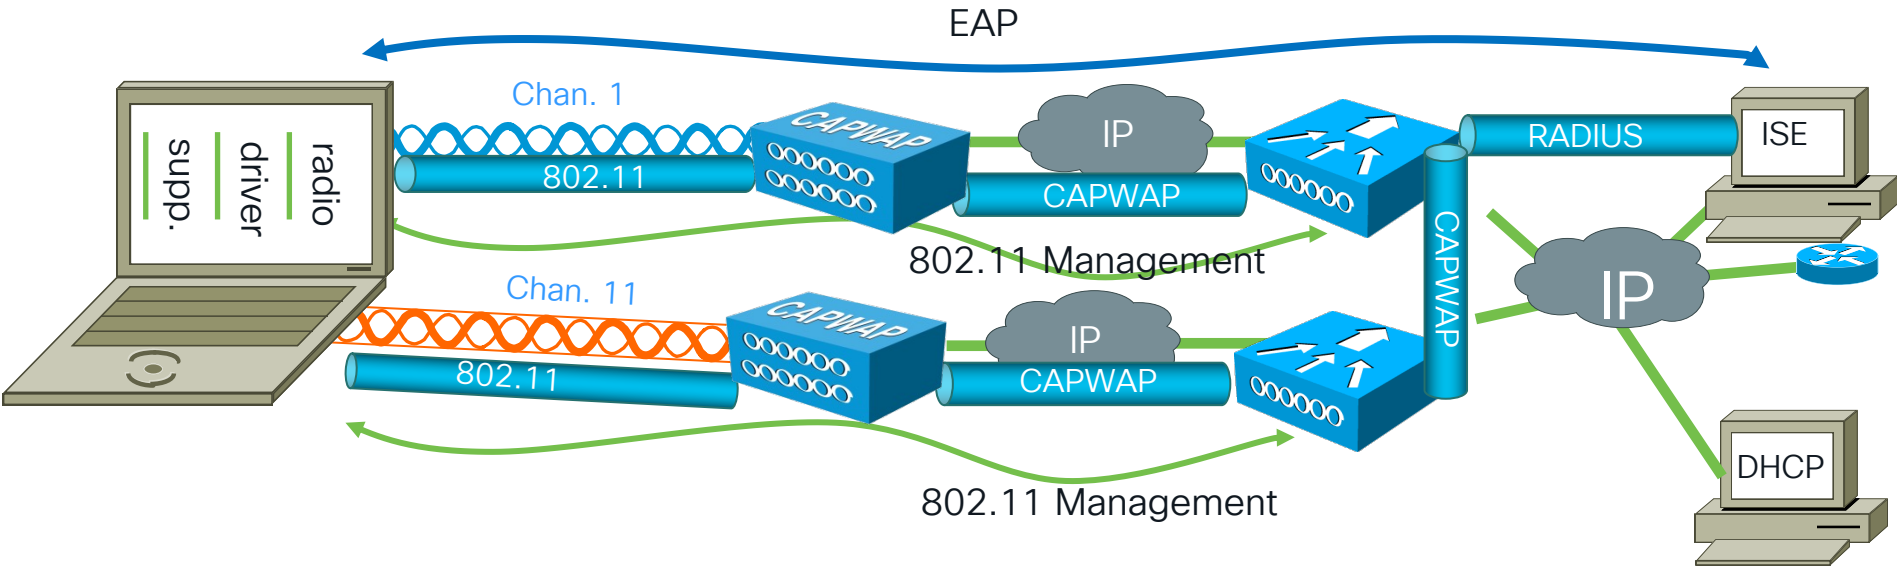 EAP
Chan. 1
CAPWAP
IP
RADIUS
ISE
supp.
driver
radio
802.11
CAPWAP
CAPWAP
802.11 Management
IP
Chan. 11
CAPWAP
IP
802.11
CAPWAP
802.11 Management
DHCP